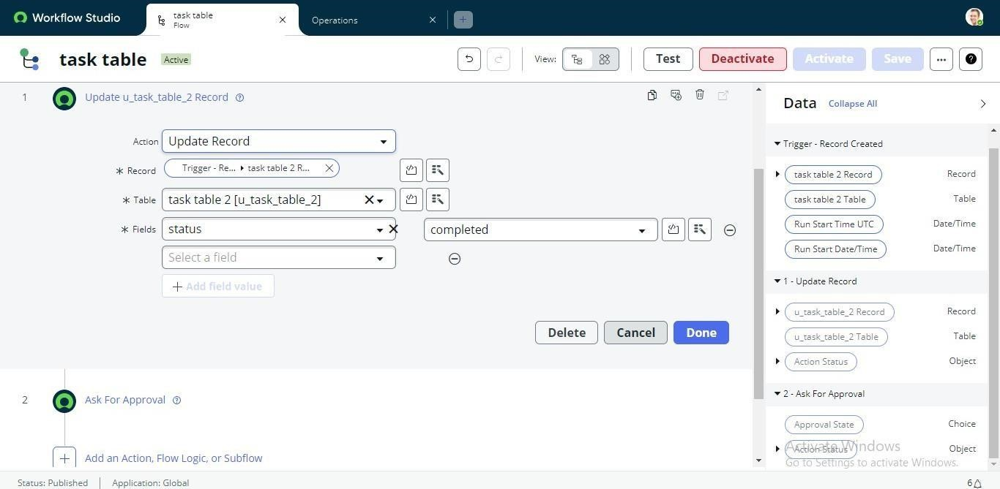 Workflow Studio
task table
Flow
Operations
task table
Active
View:
Test
Deactivate
Activate
Save
1
Update u_task_table_2 Record
Action
Update Record
* Record
Trigger - Re... ▸ task table 2 R...
* Table
task table 2 [u_task_table_2]
* Fields
status
completed
Select a field
+ Add field value
Delete
Cancel
Done
2
Ask For Approval
Add an Action, Flow Logic, or Subflow
Data
Collapse All
Trigger - Record Created
task table 2 Record Record
task table 2 Table Table
Run Start Time UTC Date/Time
Run Start Date/Time Date/Time
1 - Update Record
u_task_table_2 Record Record
u_task_table_2 Table Table
Action Status Object
2 - Ask For Approval
Approval State Choice
Action Status Object
Activate Windows
Go to Settings to activate Windows.
Status: Published
Application: Global
6